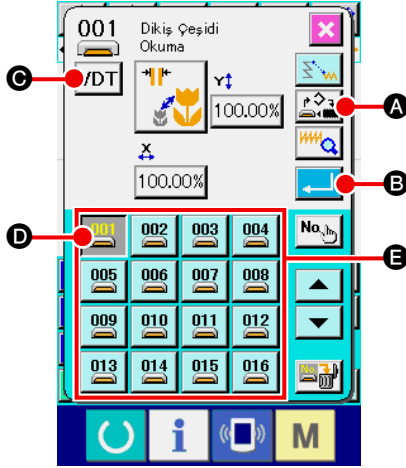 001 Dikiş Çeşidi
Okuma
C /DT
Y
100.00%
A
X
100.00%
B
D 001 002 003 004 No.
E
005 006 007 008
009 010 011 012
013 014 015 016 No.
i M